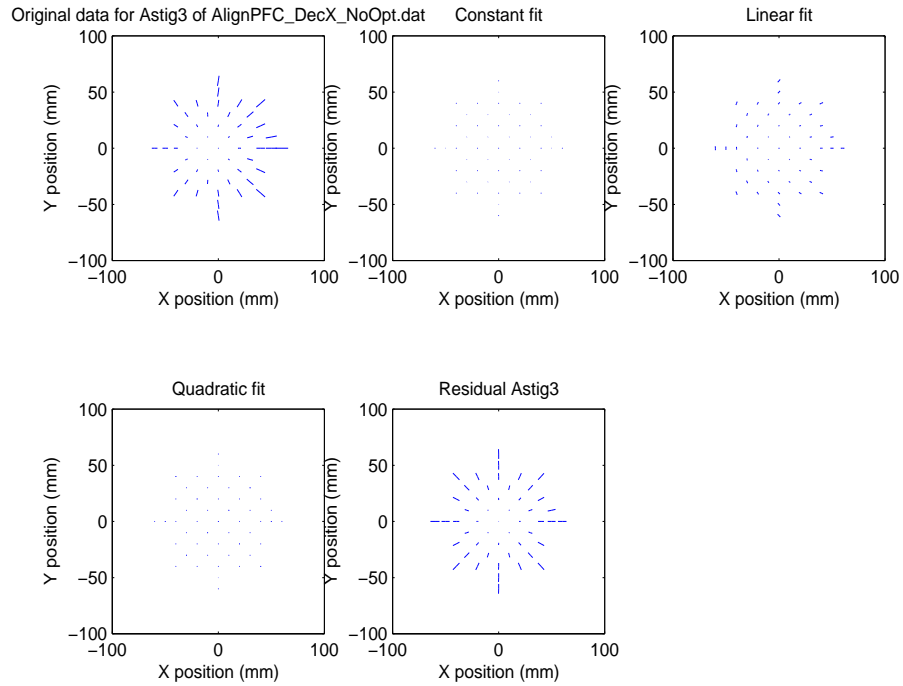 Original data for Astig3 of AlignPFC_DecX_NoOpt.dat
100
50
0
−50
−100
−100 0 100
X position (mm)
Y position (mm)
Constant fit
100
50
0
−50
−100
−100 0 100
X position (mm)
Y position (mm)
Linear fit
100
50
0
−50
−100
−100 0 100
X position (mm)
Y position (mm)
Quadratic fit
100
50
0
−50
−100
−100 0 100
X position (mm)
Y position (mm)
Residual Astig3
100
50
0
−50
−100
−100 0 100
X position (mm)
Y position (mm)